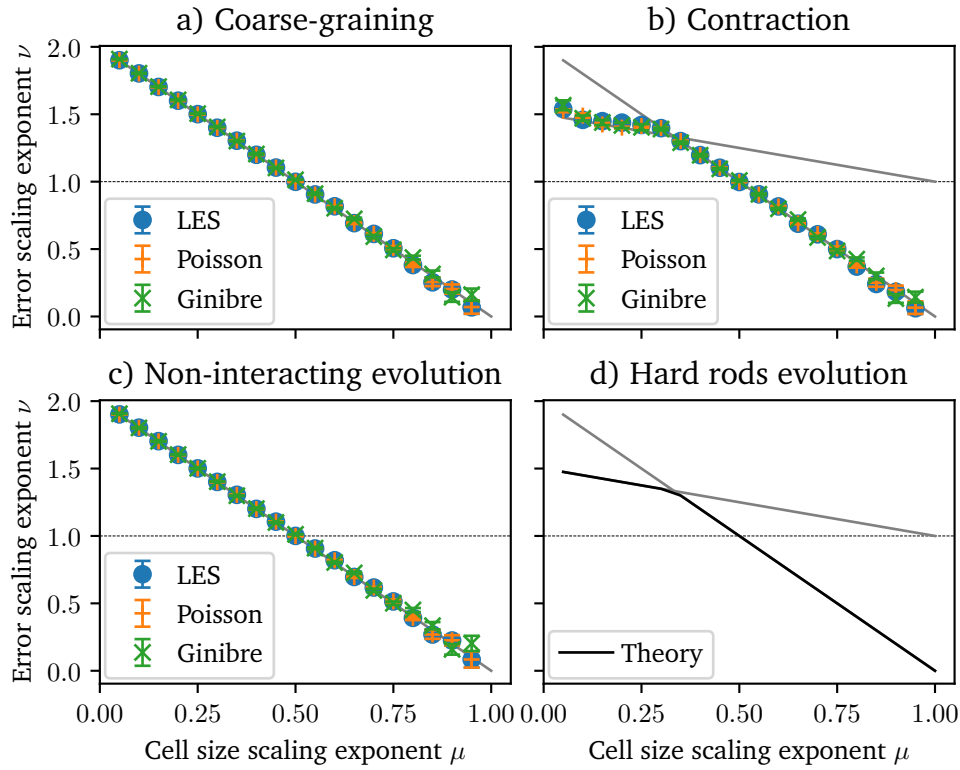 a) Coarse-graining
b) Contraction
Error scaling exponent ν
2.0
1.5
1.0
0.5
0.0
LES
Poisson
Ginibre
LES
Poisson
Ginibre
c) Non-interacting evolution
d) Hard rods evolution
Error scaling exponent ν
2.0
1.5
1.0
0.5
0.0
LES
Poisson
Ginibre
Theory
0.00 0.25 0.50 0.75 1.00
0.00 0.25 0.50 0.75 1.00
Cell size scaling exponent μ
Cell size scaling exponent μ